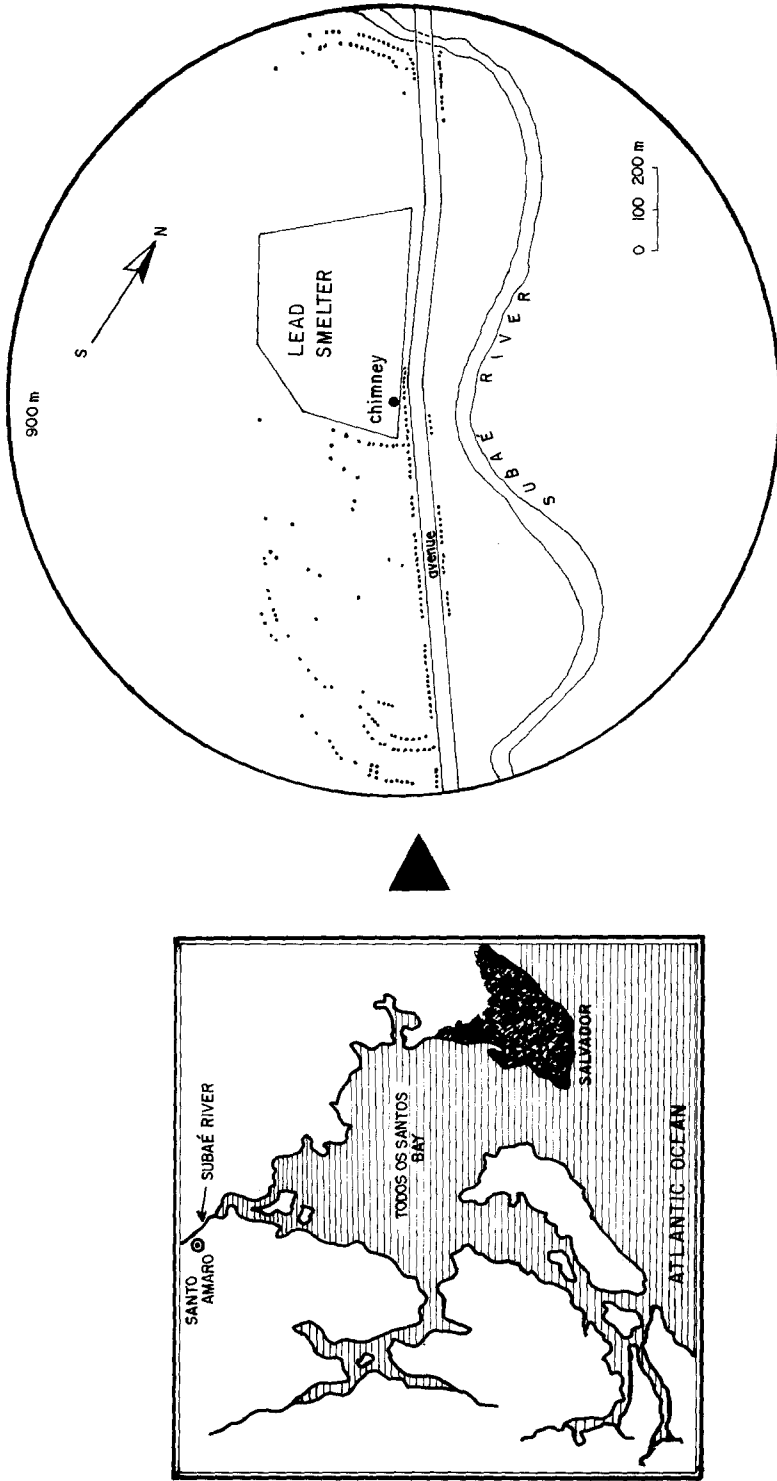 SANTO
AMARO
SUBAÉ RIVER
TODOS OS SANTOS
BAY
SALVADOR
ATLANTIC OCEAN
900 m
S
N
LEAD
SMELTER
chimney
avenue
SUBAÉ RIVER
0 100 200 m